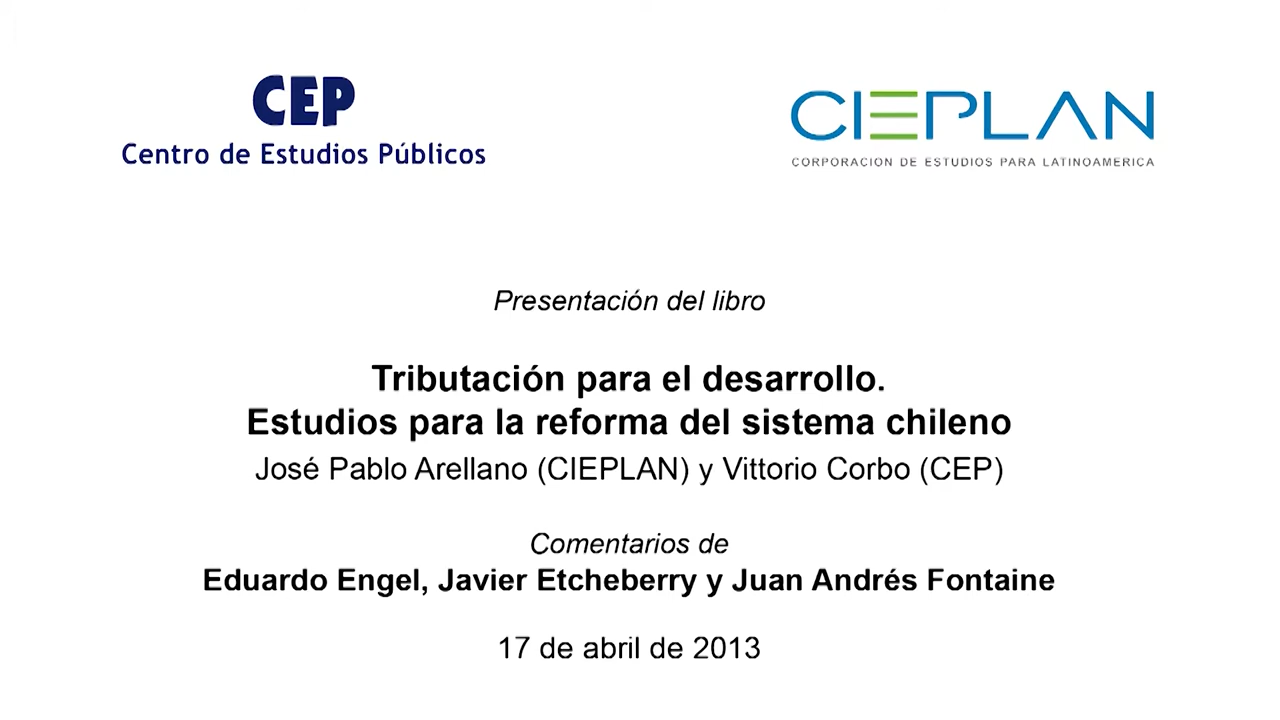 CEP
Centro de Estudios Públicos
CIEPLAN
CORPORACION DE ESTUDIOS PARA LATINOAMERICA
Presentación del libro
Tributación para el desarrollo.
Estudios para la reforma del sistema chileno
José Pablo Arellano (CIEPLAN) y Vittorio Corbo (CEP)
Comentarios de
Eduardo Engel, Javier Etcheberry y Juan Andrés Fontaine
17 de abril de 2013